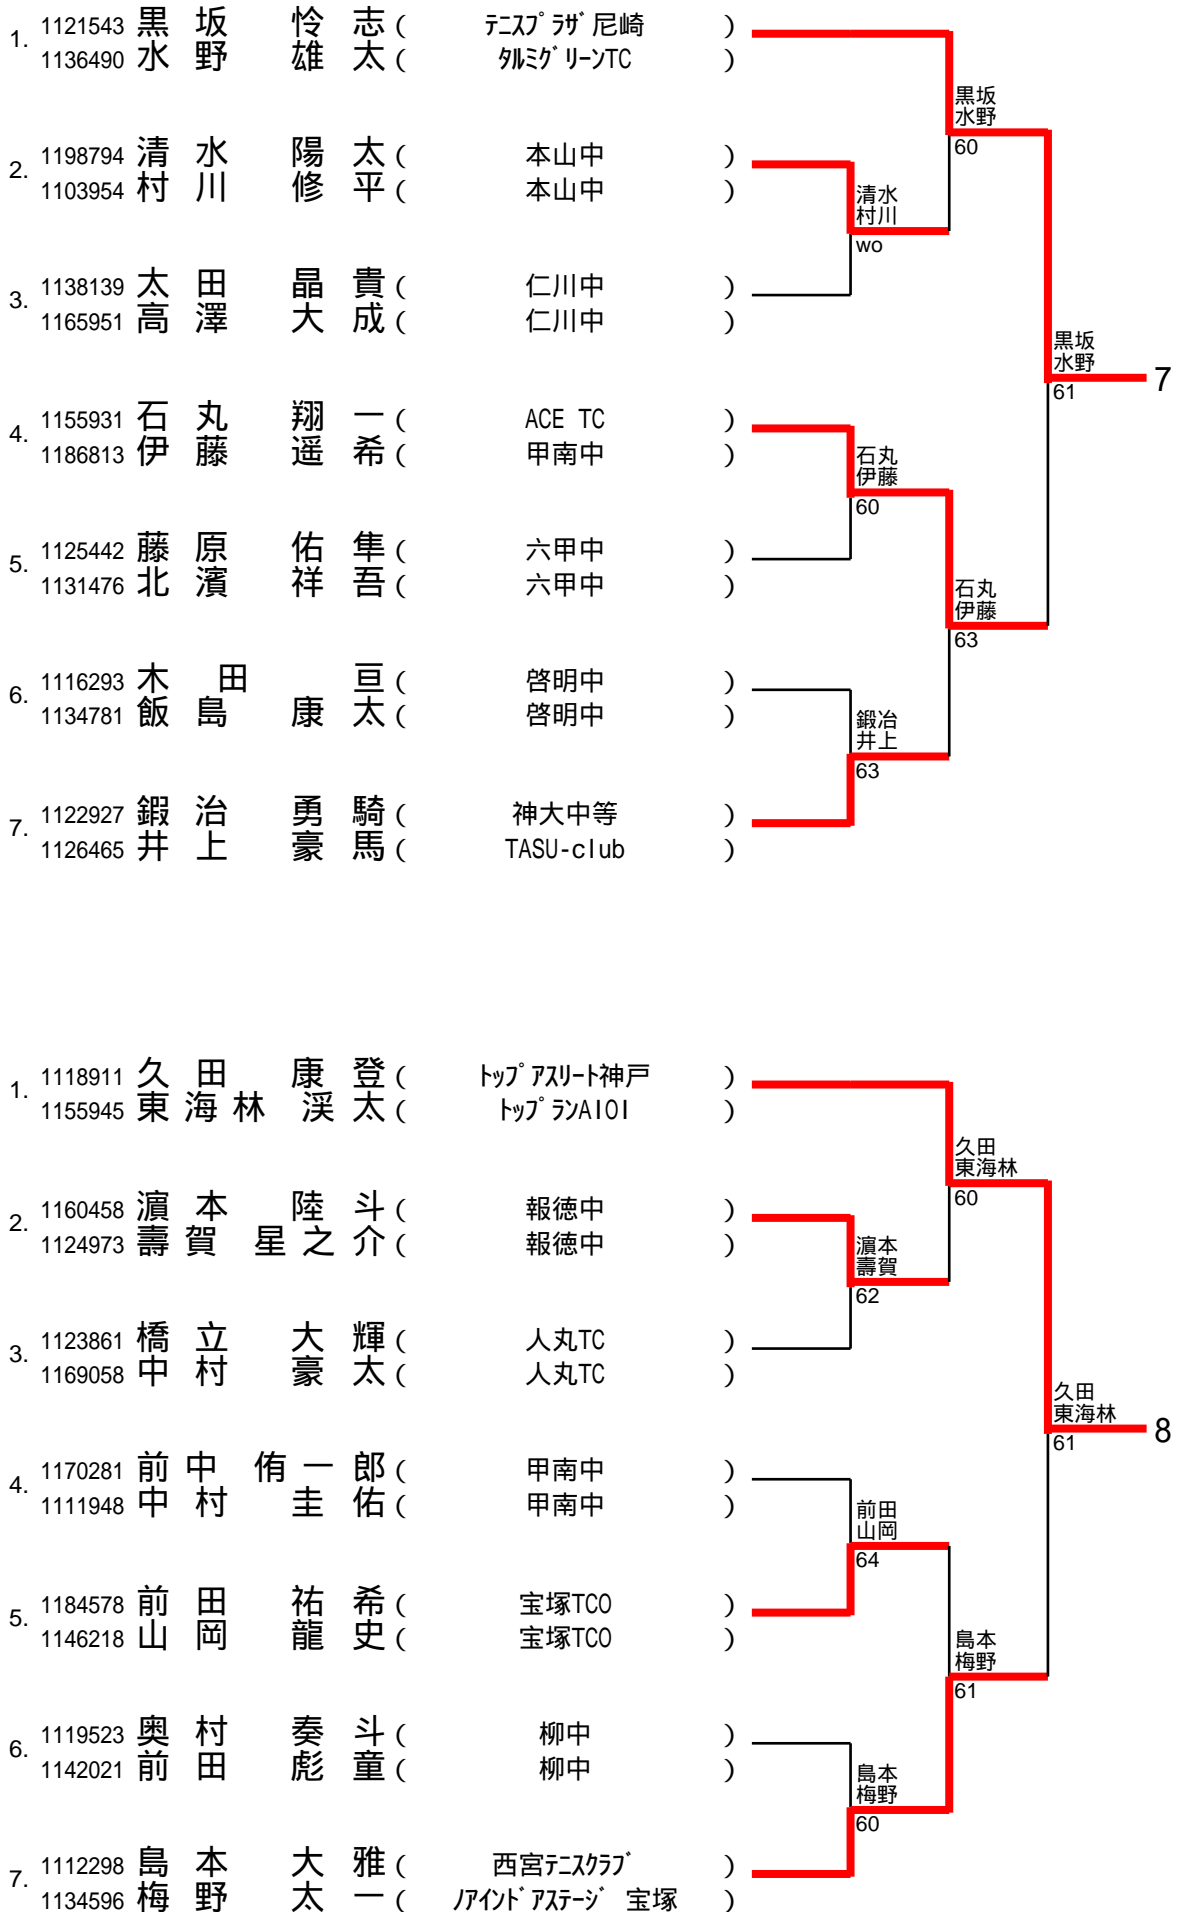 1. 1121543 黒坂 怜志 ( テニスプラザ尼崎 )
1136490 水野 雄太 ( タルミグリーンTC )
黒坂
水野
60
2. 1198794 清水 陽太 ( 本山中 )
1103954 村川 修平 ( 本山中 )
清水
村川
wo
3. 1138139 太田 晶貴 ( 仁川中 )
1165951 高澤 大成 ( 仁川中 )
黒坂
水野
61
7
4. 1155931 石丸 翔一 ( ACE TC )
1186813 伊藤 遥希 ( 甲南中 )
石丸
伊藤
60
5. 1125442 藤原 佑隼 ( 六甲中 )
1131476 北濱 祥吾 ( 六甲中 )
石丸
伊藤
63
6. 1116293 木田 亘 ( 啓明中 )
1134781 飯島 康太 ( 啓明中 )
鍛冶
井上
63
7. 1122927 鍜治 勇騎 ( 神大中等 )
1126465 井上 豪馬 ( TASU-club )
1. 1118911 久田 康登 ( トップアスリート神戸 )
1155945 東海林 渓太 ( トップランAIOI )
久田
東海林
60
2. 1160458 濵本 陸斗 ( 報徳中 )
1124973 壽賀 星之介 ( 報徳中 )
濵本
壽賀
62
3. 1123861 橋立 大輝 ( 人丸TC )
1169058 中村 豪太 ( 人丸TC )
久田
東海林
61
8
4. 1170281 前中 侑一郎 ( 甲南中 )
1111948 中村 圭佑 ( 甲南中 )
前田
山岡
64
5. 1184578 前田 祐希 ( 宝塚TCO )
1146218 山岡 龍史 ( 宝塚TCO )
島本
梅野
61
6. 1119523 奥村 奏斗 ( 柳中 )
1142021 前田 彪童 ( 柳中 )
島本
梅野
60
7. 1112298 島本 大雅 ( 西宮テニスクラブ )
1134596 梅野 太一 ( ノアインドアステージ宝塚 )